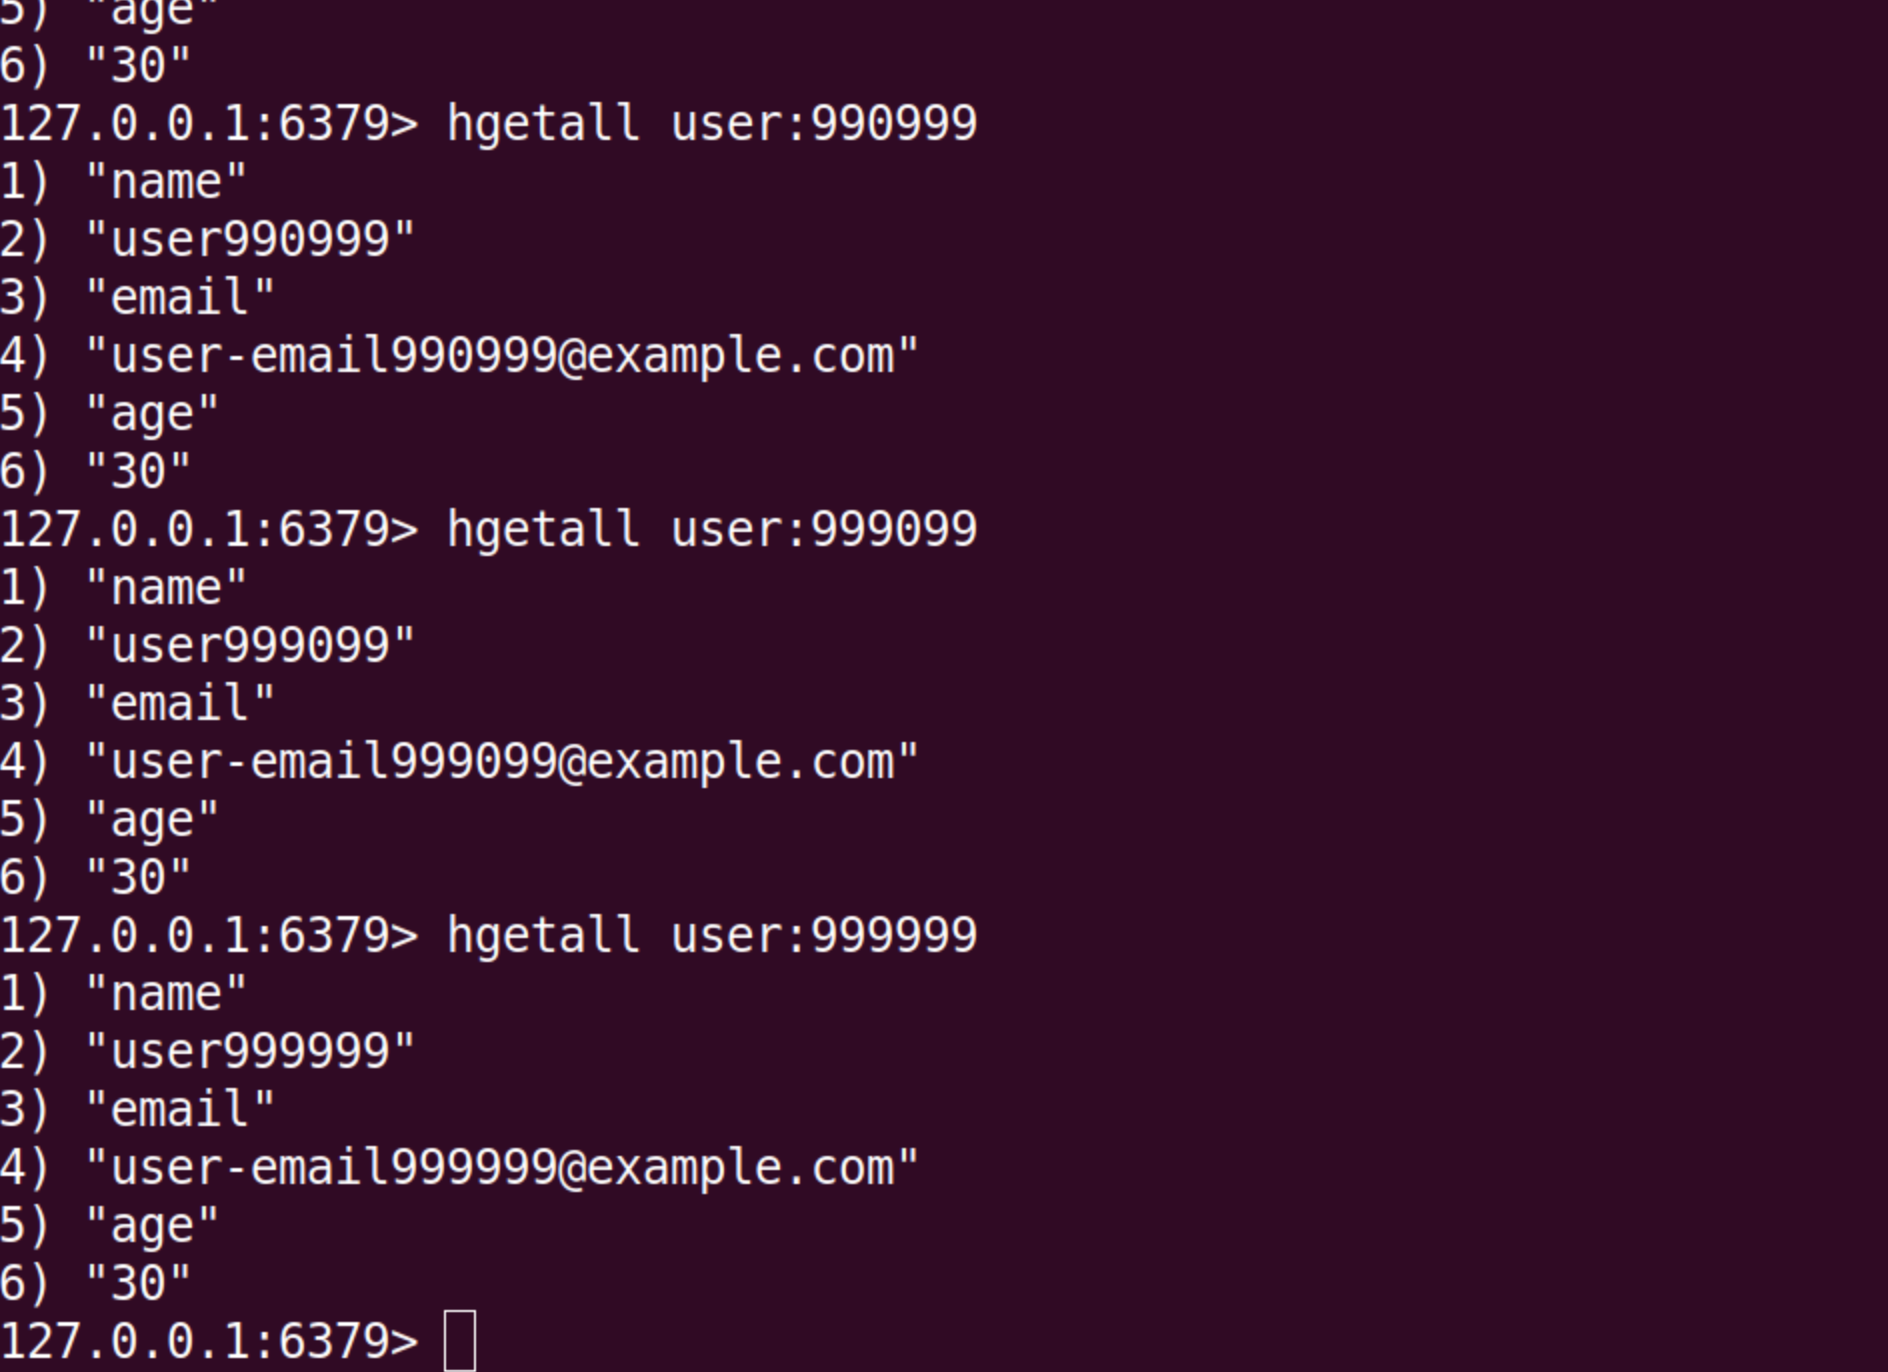 5) "age"
6) "30"
127.0.0.1:6379> hgetall user:990999
1) "name"
2) "user990999"
3) "email"
4) "user-email990999@example.com"
5) "age"
6) "30"
127.0.0.1:6379> hgetall user:999099
1) "name"
2) "user999099"
3) "email"
4) "user-email999099@example.com"
5) "age"
6) "30"
127.0.0.1:6379> hgetall user:999999
1) "name"
2) "user999999"
3) "email"
4) "user-email999999@example.com"
5) "age"
6) "30"
127.0.0.1:6379>